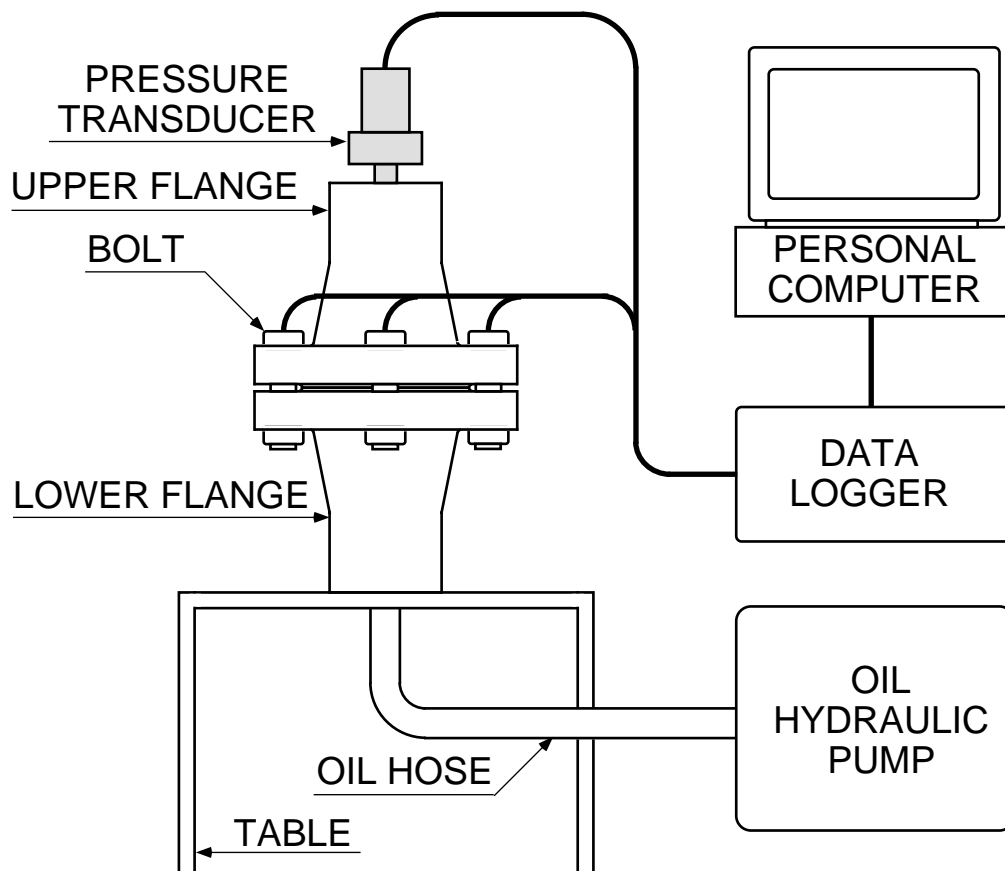 PRESSURE
TRANSDUCER
UPPER FLANGE
BOLT
PERSONAL
COMPUTER
LOWER FLANGE
DATA
LOGGER
OIL
HYDRAULIC
PUMP
OIL HOSE
TABLE